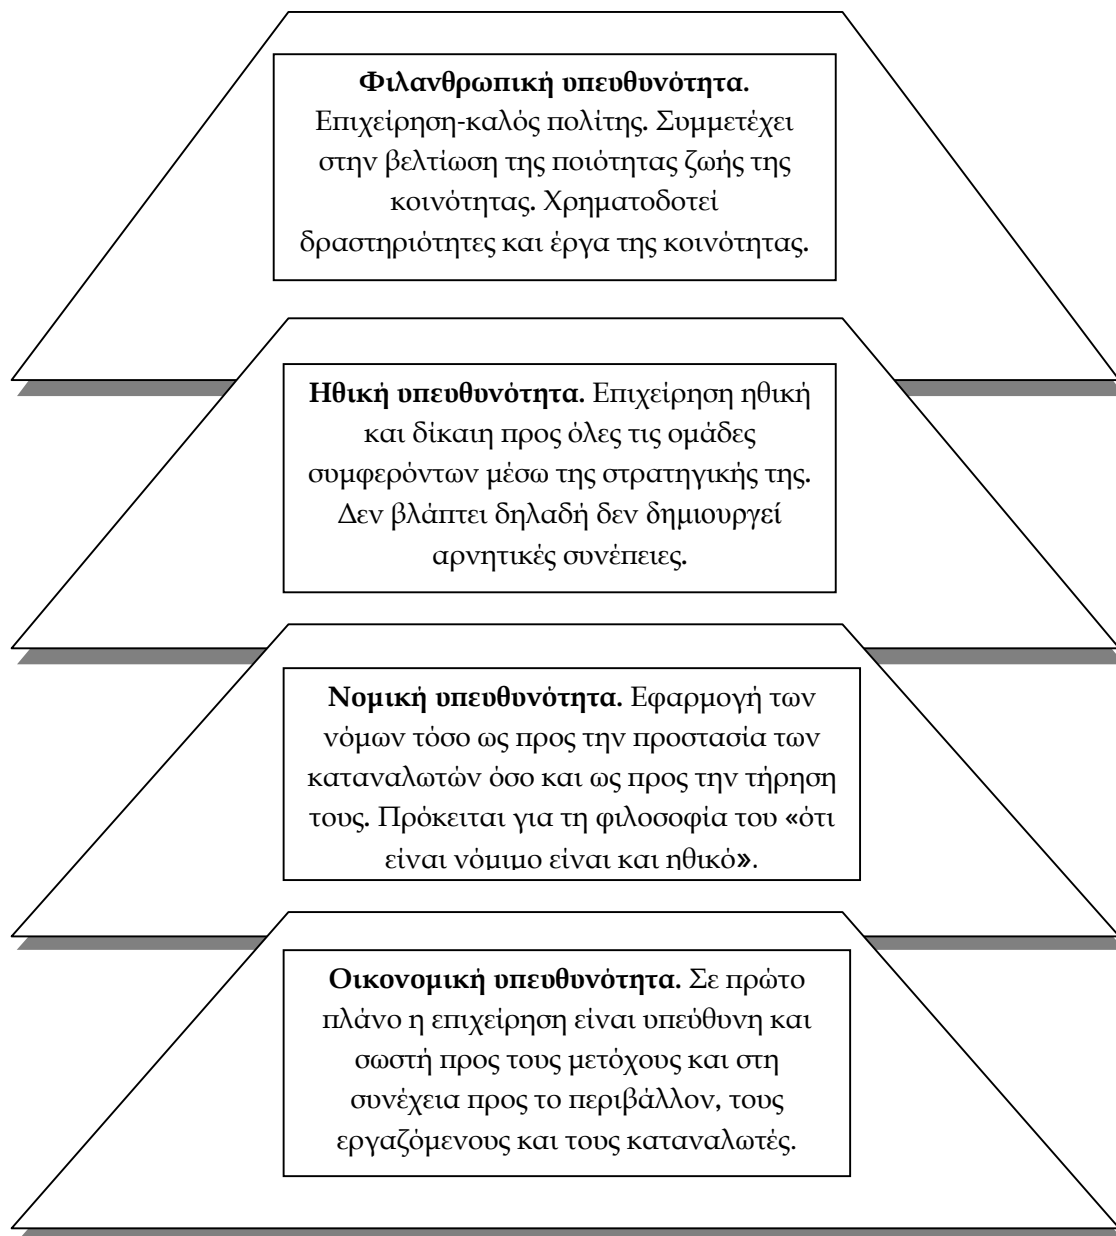 Φιλανθρωπική υπευθυνότητα.
Επιχείρηση-καλός πολίτης. Συμμετέχει
στην βελτίωση της ποιότητας ζωής της
κοινότητας. Χρηματοδοτεί
δραστηριότητες και έργα της κοινότητας.
Ηθική υπευθυνότητα. Επιχείρηση ηθική
και δίκαιη προς όλες τις ομάδες
συμφερόντων μέσω της στρατηγικής της.
Δεν βλάπτει δηλαδή δεν δημιουργεί
αρνητικές συνέπειες.
Νομική υπευθυνότητα. Εφαρμογή των
νόμων τόσο ως προς την προστασία των
καταναλωτών όσο και ως προς την τήρηση
τους. Πρόκειται για τη φιλοσοφία του «ότι
είναι νόμιμο είναι και ηθικό».
Οικονομική υπευθυνότητα. Σε πρώτο
πλάνο η επιχείρηση είναι υπεύθυνη και
σωστή προς τους μετόχους και στη
συνέχεια προς το περιβάλλον, τους
εργαζόμενους και τους καταναλωτές.